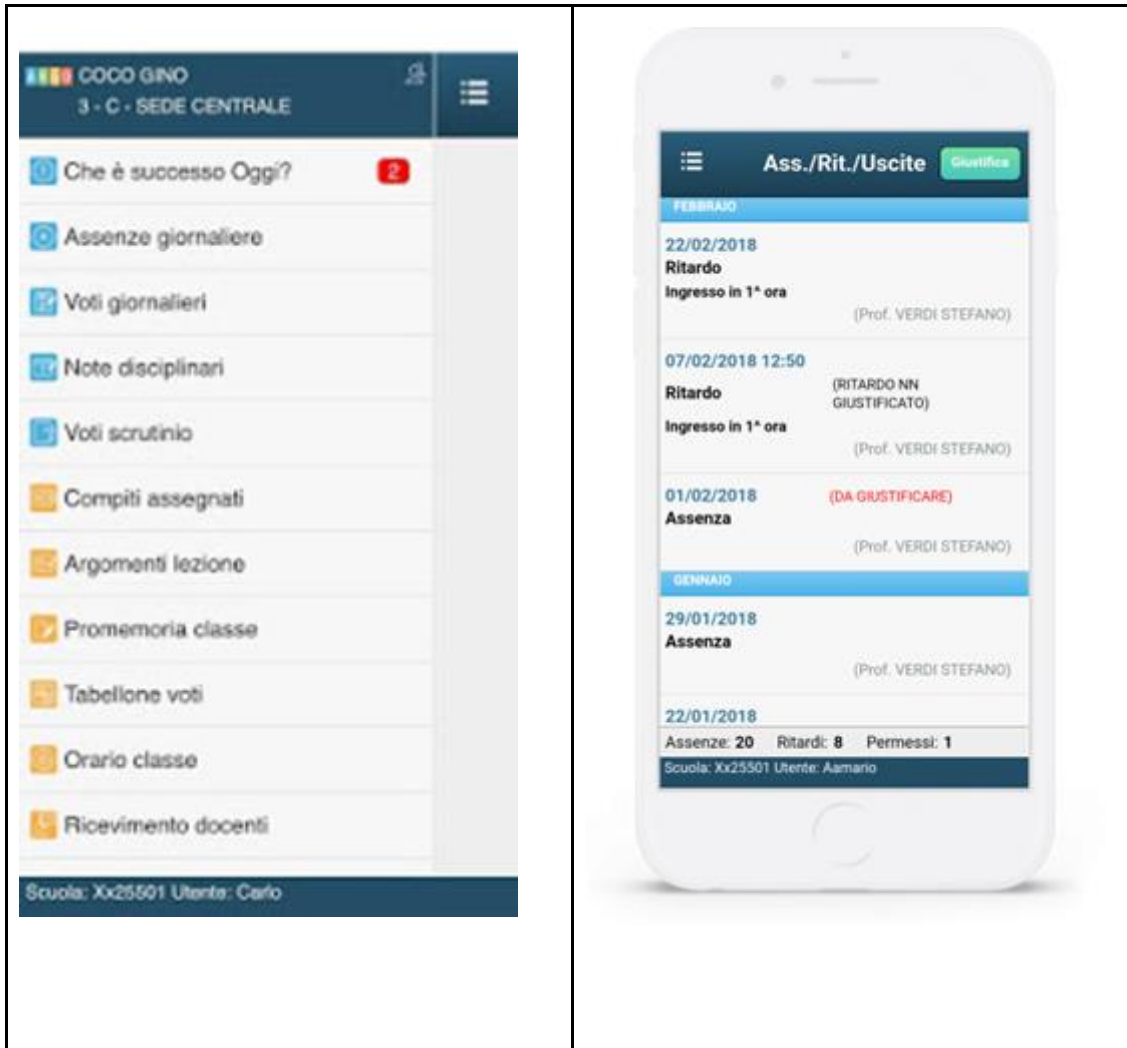 ARGO COCO GINO
3 - C - SEDE CENTRALE
Che è successo Oggi? 2
Assenze giornaliere
Voti giornalieri
Note disciplinari
Voti scrutinio
Compiti assegnati
Argomenti lezione
Promemoria classe
Tabellone voti
Orario classe
Ricevimento docenti
Scuola: Xx25501 Utente: Carlo
Ass./Rit./Uscite Giustifica
FEBBRAIO
22/02/2018
Ritardo
Ingresso in 1^ ora
(Prof. VERDI STEFANO)
07/02/2018 12:50
Ritardo (RITARDO NN
GIUSTIFICATO)
Ingresso in 1^ ora
(Prof. VERDI STEFANO)
01/02/2018 (DA GIUSTIFICARE)
Assenza
(Prof. VERDI STEFANO)
GENNAIO
29/01/2018
Assenza
(Prof. VERDI STEFANO)
22/01/2018
Assenze: 20 Ritardi: 8 Permessi: 1
Scuola: Xx25501 Utente: Aamario